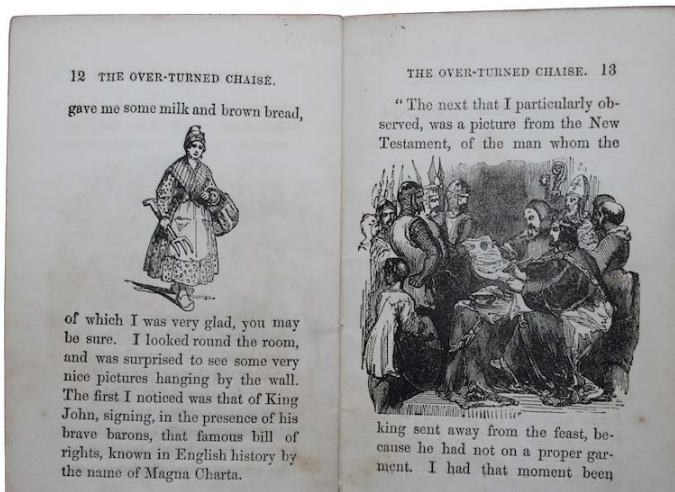 12 THE OVER-TURNED CHAISE.
gave me some milk and brown bread,
of which I was very glad, you may
be sure. I looked round the room,
and was surprised to see some very
nice pictures hanging by the wall.
The first I noticed was that of King
John, signing, in the presence of his
brave barons, that famous bill of
rights, known in English history by
the name of Magna Charta.
THE OVER-TURNED CHAISE. 13
“The next that I particularly ob-
served, was a picture from the New
Testament, of the man whom the
king sent away from the feast, be-
cause he had not on a proper gar-
ment. I had that moment been